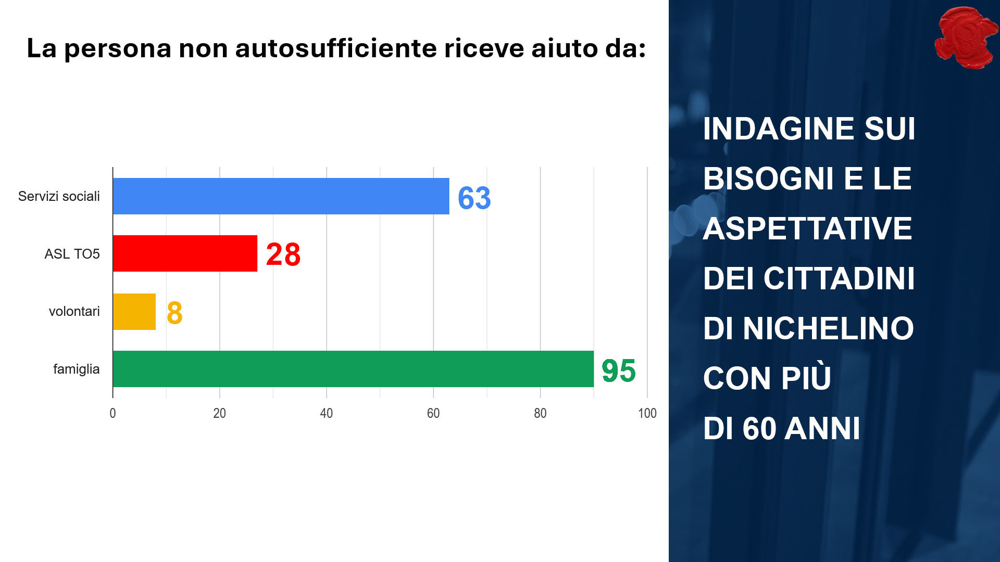 La persona non autosufficiente riceve aiuto da:
Servizi sociali
63
ASL TO5
28
volontari
8
famiglia
95
0 20 40 60 80 100
INDAGINE SUI
BISOGNI E LE
ASPETTATIVE
DEI CITTADINI
DI NICHELINO
CON PIÙ
DI 60 ANNI